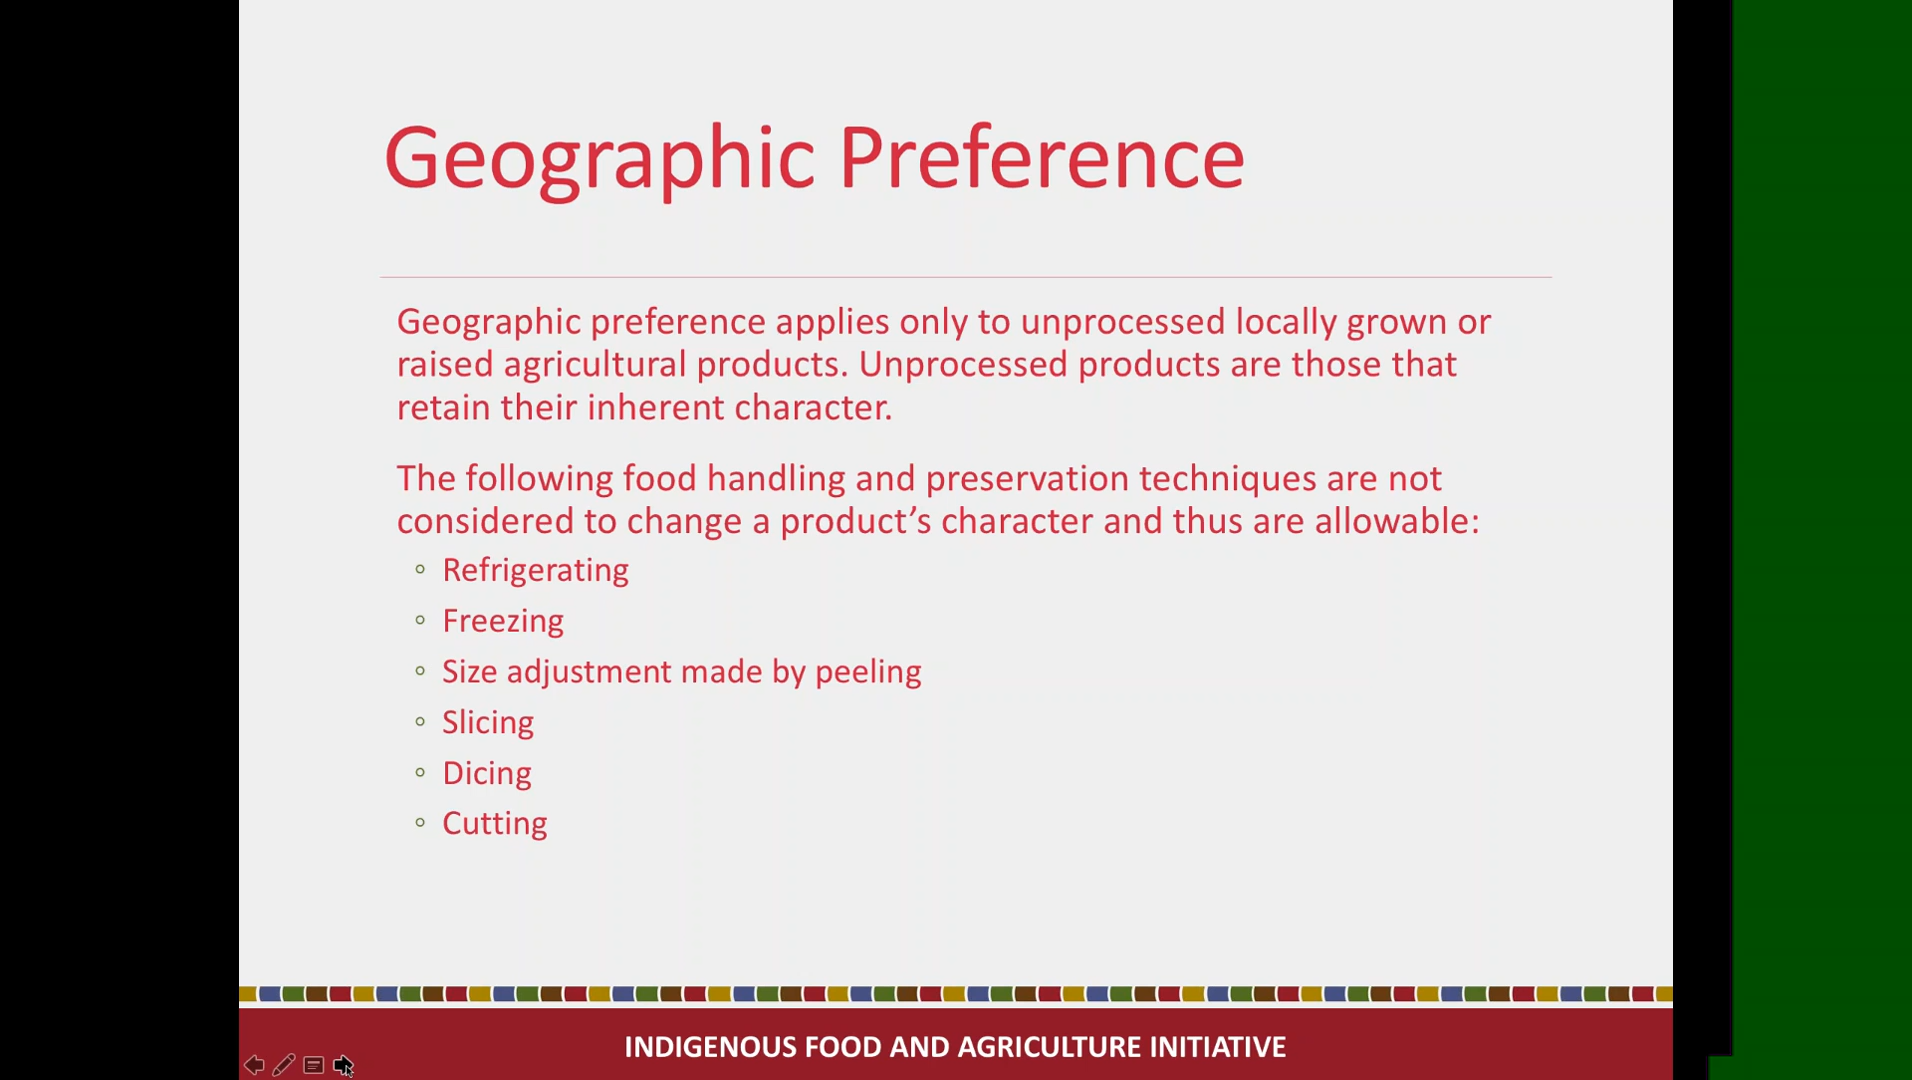 Geographic Preference
Geographic preference applies only to unprocessed locally grown or
raised agricultural products. Unprocessed products are those that
retain their inherent character.
The following food handling and preservation techniques are not
considered to change a product’s character and thus are allowable:
Refrigerating
Freezing
Size adjustment made by peeling
Slicing
Dicing
Cutting
INDIGENOUS FOOD AND AGRICULTURE INITIATIVE